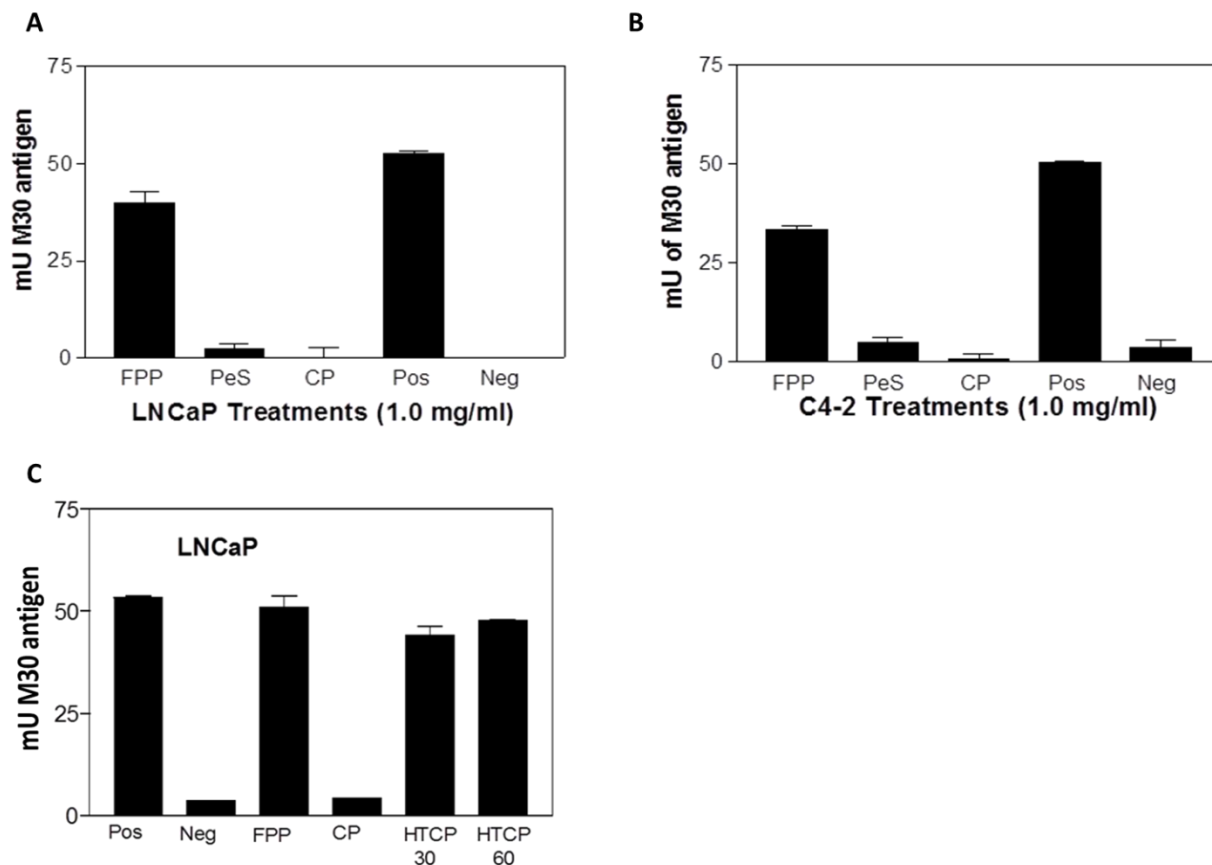 A
75
50
25
0
mU M30 antigen
FPP PeS CP Pos Neg
LNCaP Treatments (1.0 mg/ml)
B
75
50
25
0
mU of M30 antigen
FPP PeS CP Pos Neg
C4-2 Treatments (1.0 mg/ml)
C
75
50
25
0
mU M30 antigen
LNCaP
Pos Neg FPP CP HTCP HTCP
30 60